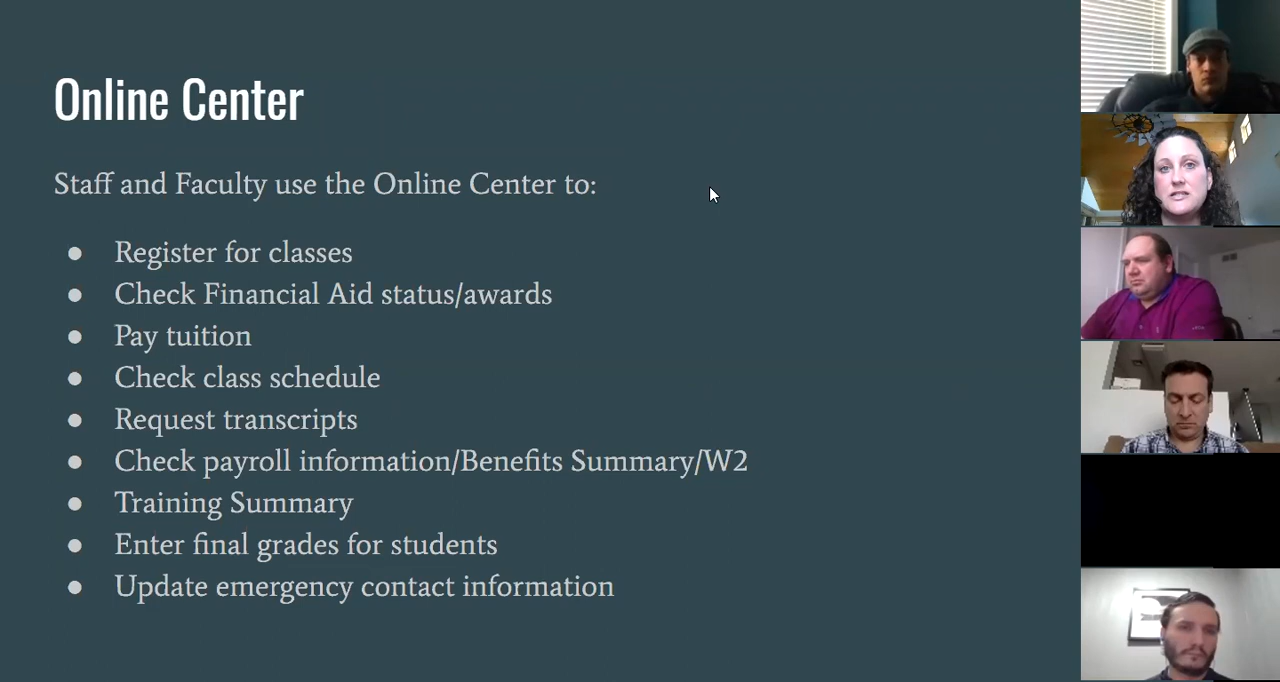 Online Center
Staff and Faculty use the Online Center to:
● Register for classes
● Check Financial Aid status/awards
● Pay tuition
● Check class schedule
● Request transcripts
● Check payroll information/Benefits Summary/W2
● Training Summary
● Enter final grades for students
● Update emergency contact information